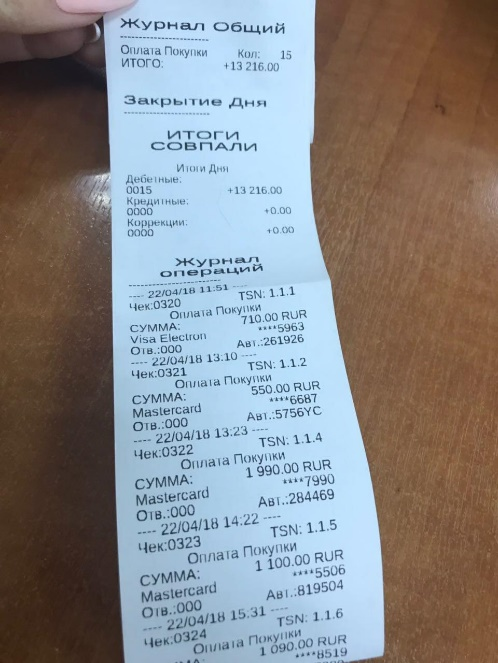 Журнал Общий
-------------------
Оплата Покупки Кол: 15
ИТОГО: +13 216.00
Закрытие Дня
-------------------
ИТОГИ
СОВПАЛИ
Итоги Дня
Дебетные:
0015 +13 216.00
Кредитные:
0000 +0.00
Коррекции:
0000 +0.00
Журнал
операций
-------------------
---- 22/04/18 11:51 ----
Чек:0320 TSN: 1.1.1
Оплата Покупки
СУММА: 710.00 RUR
Visa Electron ****5963
Отв.:000 Авт.:261926
---- 22/04/18 13:10 ----
Чек:0321 TSN: 1.1.2
Оплата Покупки
СУММА: 550.00 RUR
Mastercard ****6687
Отв.:000 Авт.:5756YC
---- 22/04/18 13:23 ----
Чек:0322 TSN: 1.1.4
Оплата Покупки
СУММА: 1 990.00 RUR
Mastercard ****7990
Отв.:000 Авт.:284469
---- 22/04/18 14:22 ----
Чек:0323 TSN: 1.1.5
Оплата Покупки
СУММА: 1 100.00 RUR
Mastercard ****5506
Отв.:000 Авт.:819504
---- 22/04/18 15:31 ----
Чек:0324 TSN: 1.1.6
Оплата Покупки
СУММА: 1 090.00 RUR
****8519